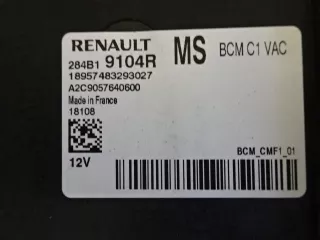 RENAULT MS BCM C1 VAC
284B1 9104R
18957483293027
A2C9057640600
Made in France
18108
12V
BCM_CMF1_01